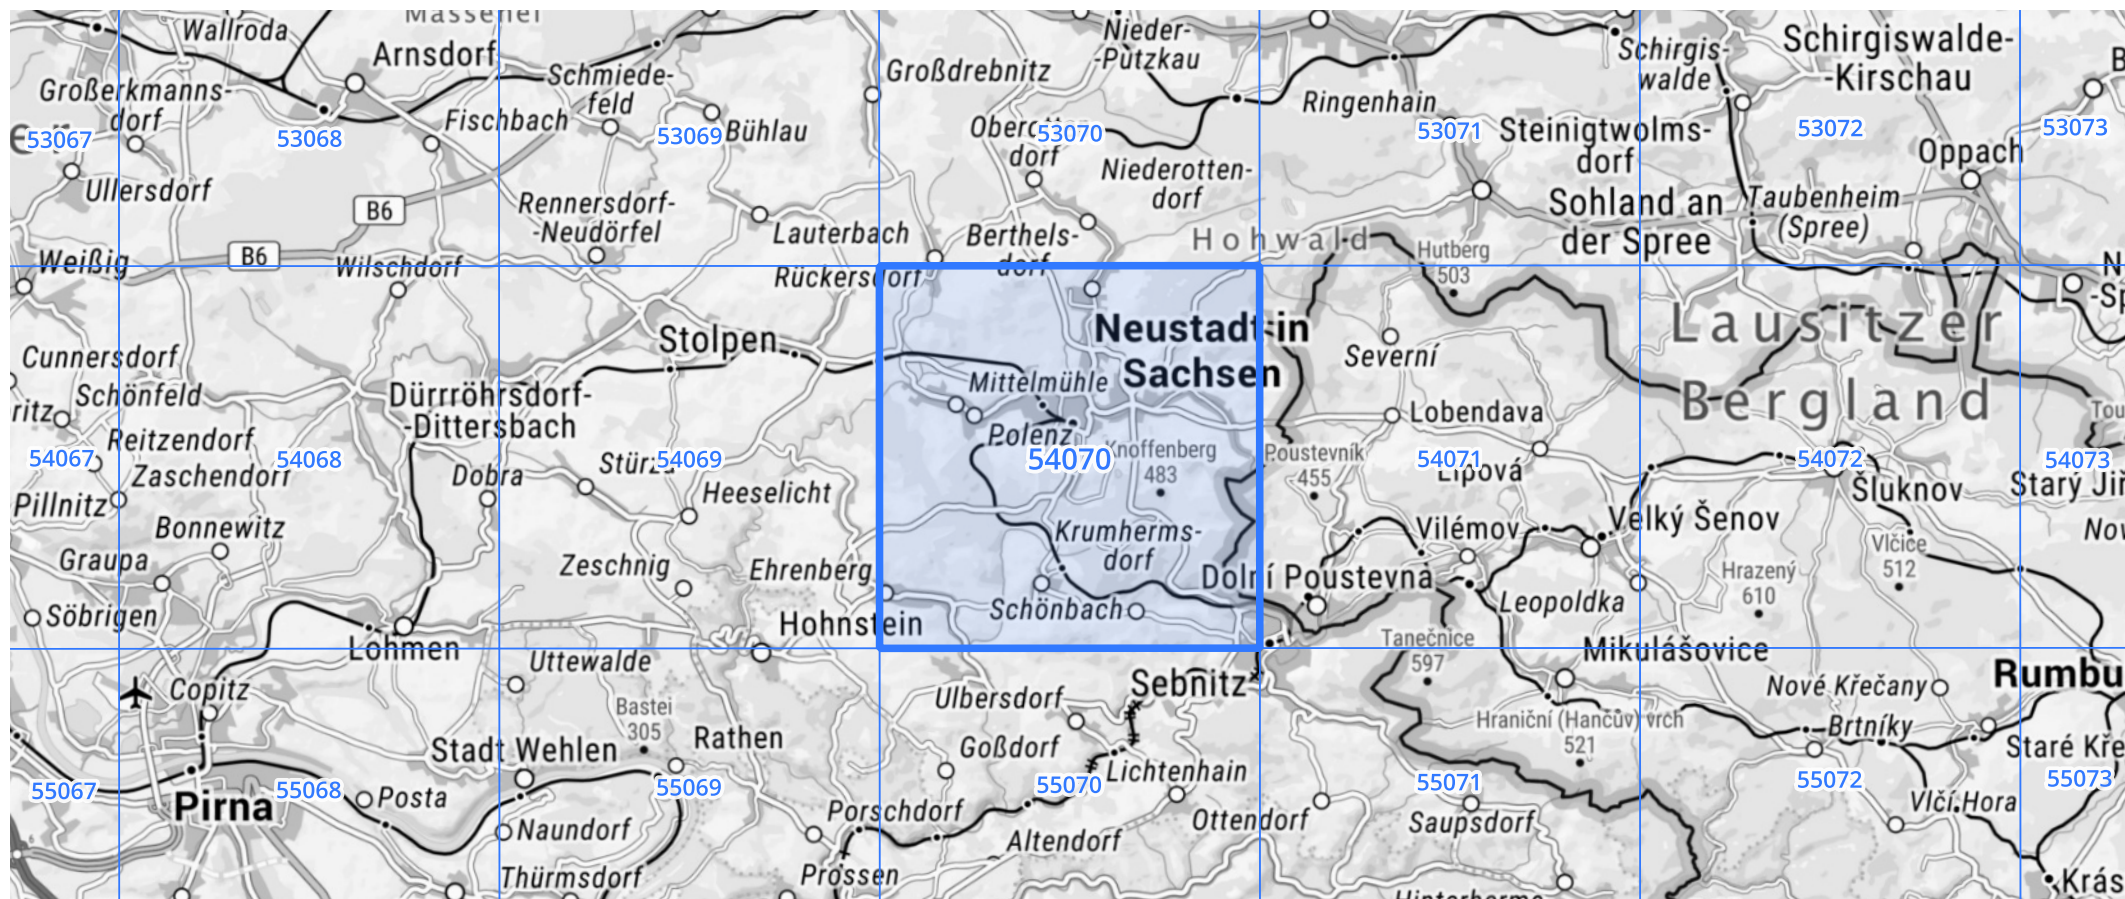 Massenei
Wallroda
Arnsdorf
Großerkmanns-
dorf
53067
53068
Fischbach
Ullersdorf
B6
B6
Weißig
Wilschdorf
Schmiede-
feld
53069
Bühlau
Rennersdorf-
-Neudörfel
Lauterbach
Rückersdorf
Großdrebnitz
Nieder-
-Putzkau
Oberotten-
dorf
53070
Niederotten-
dorf
Berthels-
dorf
Hohwald
Ringenhain
53071
Steinigtwolms-
dorf
Sohland an
der Spree
Hutberg
503
Schirgis-
walde
Schirgiswalde-
-Kirschau
53072
Oppach
Taubenheim
(Spree)
53073
Cunnersdorf
Schönfeld
Reitzendorf
54067
Zaschendorf
54068
Pillnitz
Bonnewitz
Graupa
Söbrigen
Dürrröhrsdorf-
-Dittersbach
Dobra
Lohmen
Stolpen
Stürza
54069
Heeselicht
Zeschnig
Ehrenberg
Hohnstein
Neustadt in
Sachsen
Mittelmühle
Polenz
54070
Knoffenberg
483
Krumherms-
dorf
Schönbach
Severní
Lobendava
Poustevník
455
54071
Lipová
Vilémov
Velký Šenov
Dolní Poustevna
Leopoldka
Tanečnice
597
Mikulášovice
Lausitzer
Bergland
54072
Šluknov
Vlčice
512
Hrazený
610
54073
Copitz
Pirna
55067
55068
Posta
Stadt Wehlen
Naundorf
Thürmsdorf
Uttewalde
Bastei
305
Rathen
55069
Porschdorf
Prossen
Ulbersdorf
Sebnitz
Goßdorf
55070
Lichtenhain
Altendorf
Ottendorf
Hraniční (Hančův) vrch
521
55071
Saupsdorf
Nové Křečany
Brtníky
55072
Vlčí Hora
Rumbu
Staré Kře
55073
Krás